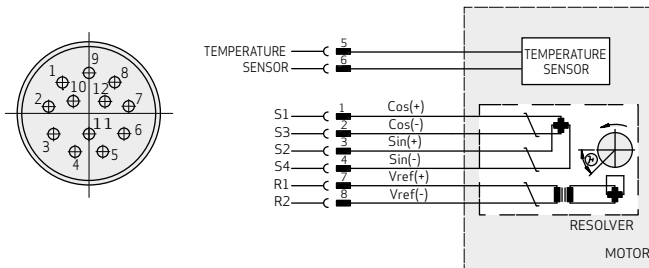 9
1
8
10
12
2
7
11
3
6
4
5
TEMPERATURE
SENSOR
5
6
TEMPERATURE
SENSOR
S1
1
Cos(+)
S3
2
Cos(-)
S2
3
Sin(+)
S4
4
Sin(-)
R1
7
Vref(+)
R2
8
Vref(-)
RESOLVER
MOTOR